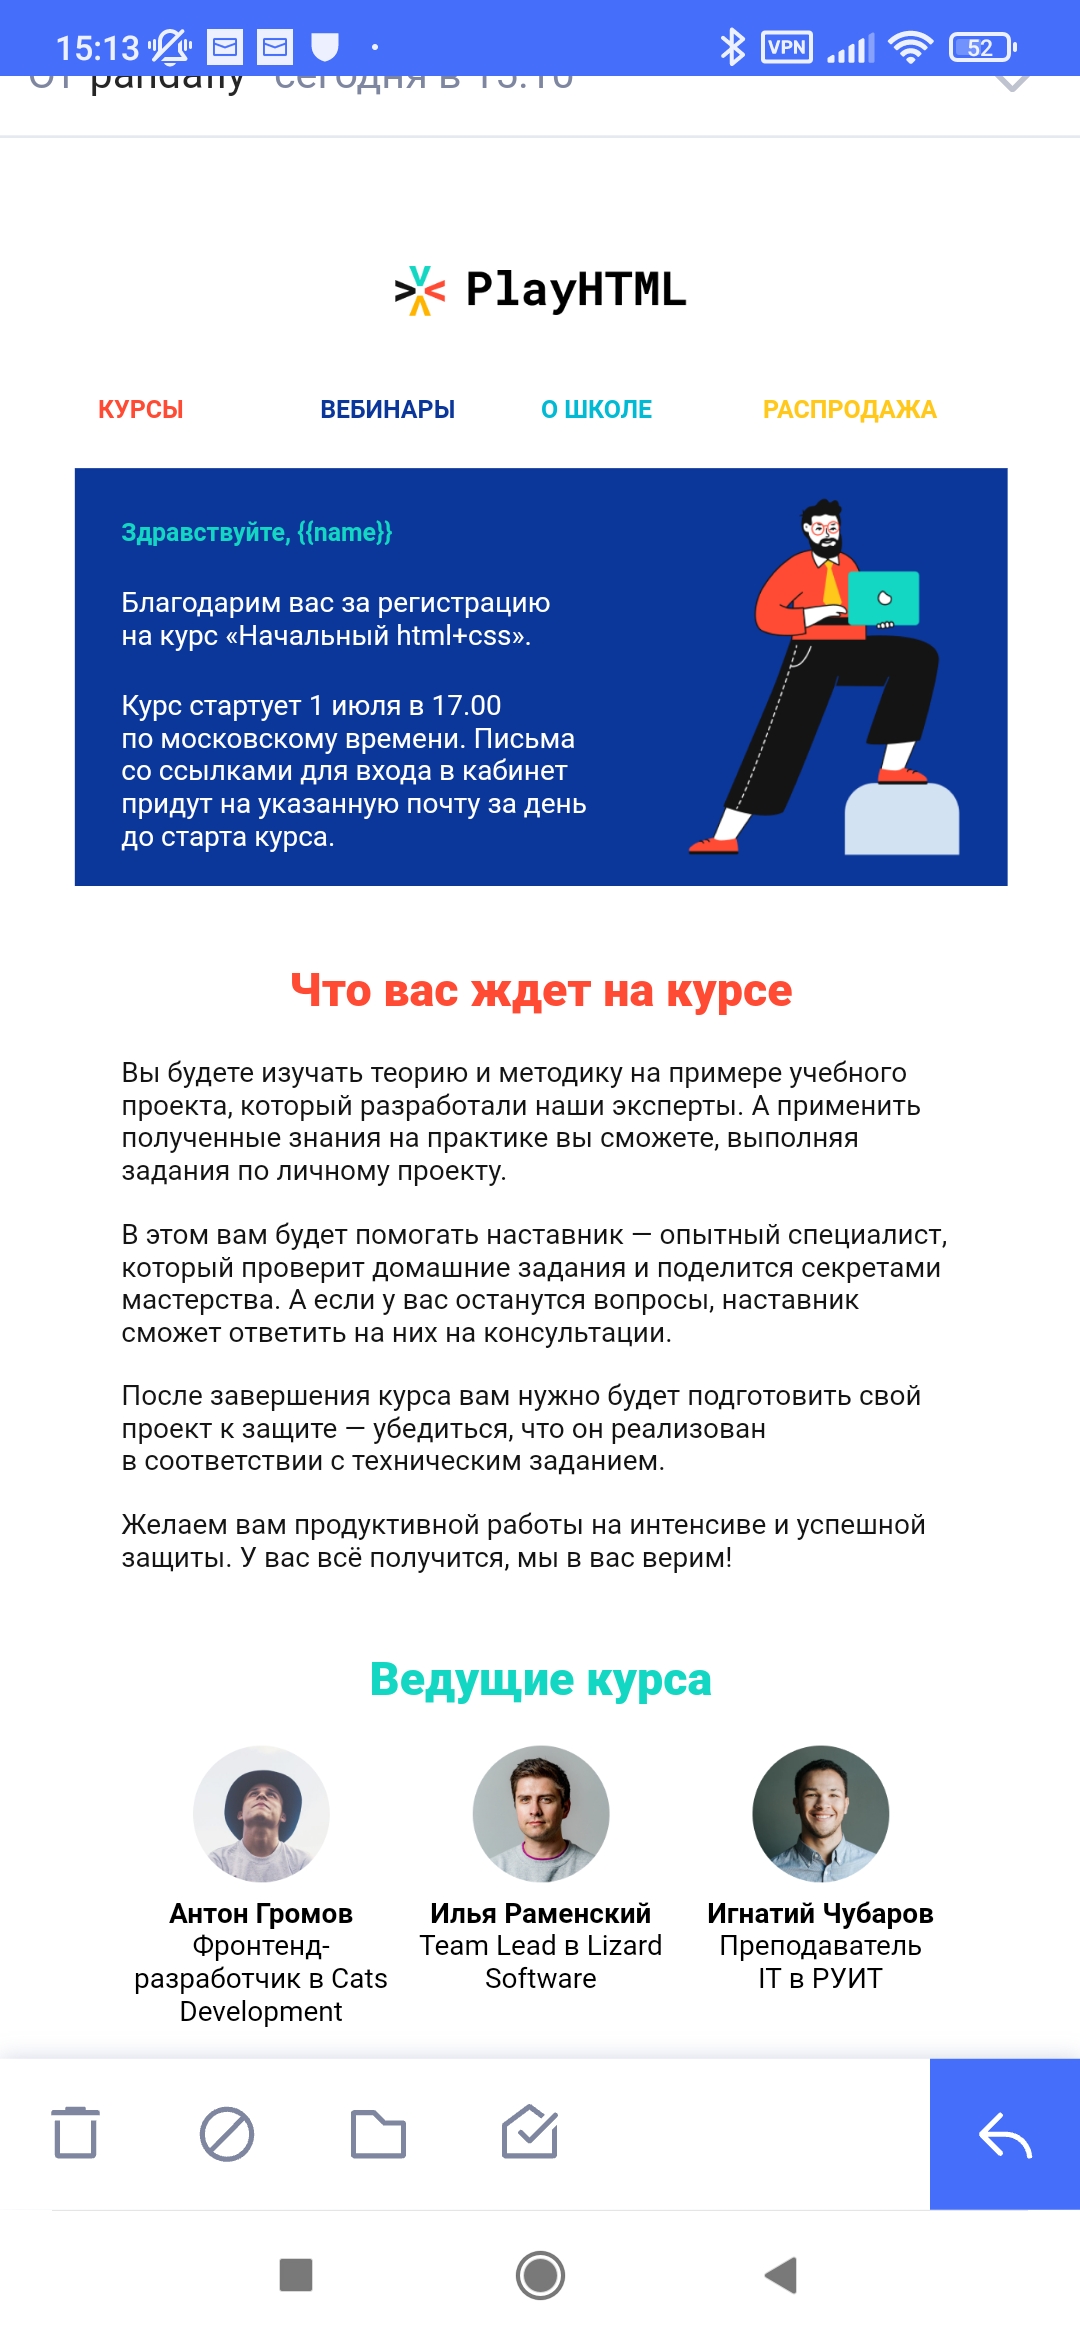 15:13
VPN
52
От pandafly сегодня в 15:10
PlayHTML
КУРСЫ ВЕБИНАРЫ О ШКОЛЕ РАСПРОДАЖА
Здравствуйте, {{name}}
Благодарим вас за регистрацию
на курс «Начальный html+css».
Курс стартует 1 июля в 17.00
по московскому времени. Письма
со ссылками для входа в кабинет
придут на указанную почту за день
до старта курса.
Что вас ждет на курсе
Вы будете изучать теорию и методику на примере учебного
проекта, который разработали наши эксперты. А применить
полученные знания на практике вы сможете, выполняя
задания по личному проекту.
В этом вам будет помогать наставник — опытный специалист,
который проверит домашние задания и поделится секретами
мастерства. А если у вас останутся вопросы, наставник
сможет ответить на них на консультации.
После завершения курса вам нужно будет подготовить свой
проект к защите — убедиться, что он реализован
в соответствии с техническим заданием.
Желаем вам продуктивной работы на интенсиве и успешной
защиты. У вас всё получится, мы в вас верим!
Ведущие курса
Антон Громов
Фронтенд-
разработчик в Cats
Development
Илья Раменский
Team Lead в Lizard
Software
Игнатий Чубаров
Преподаватель
IT в РУИТ